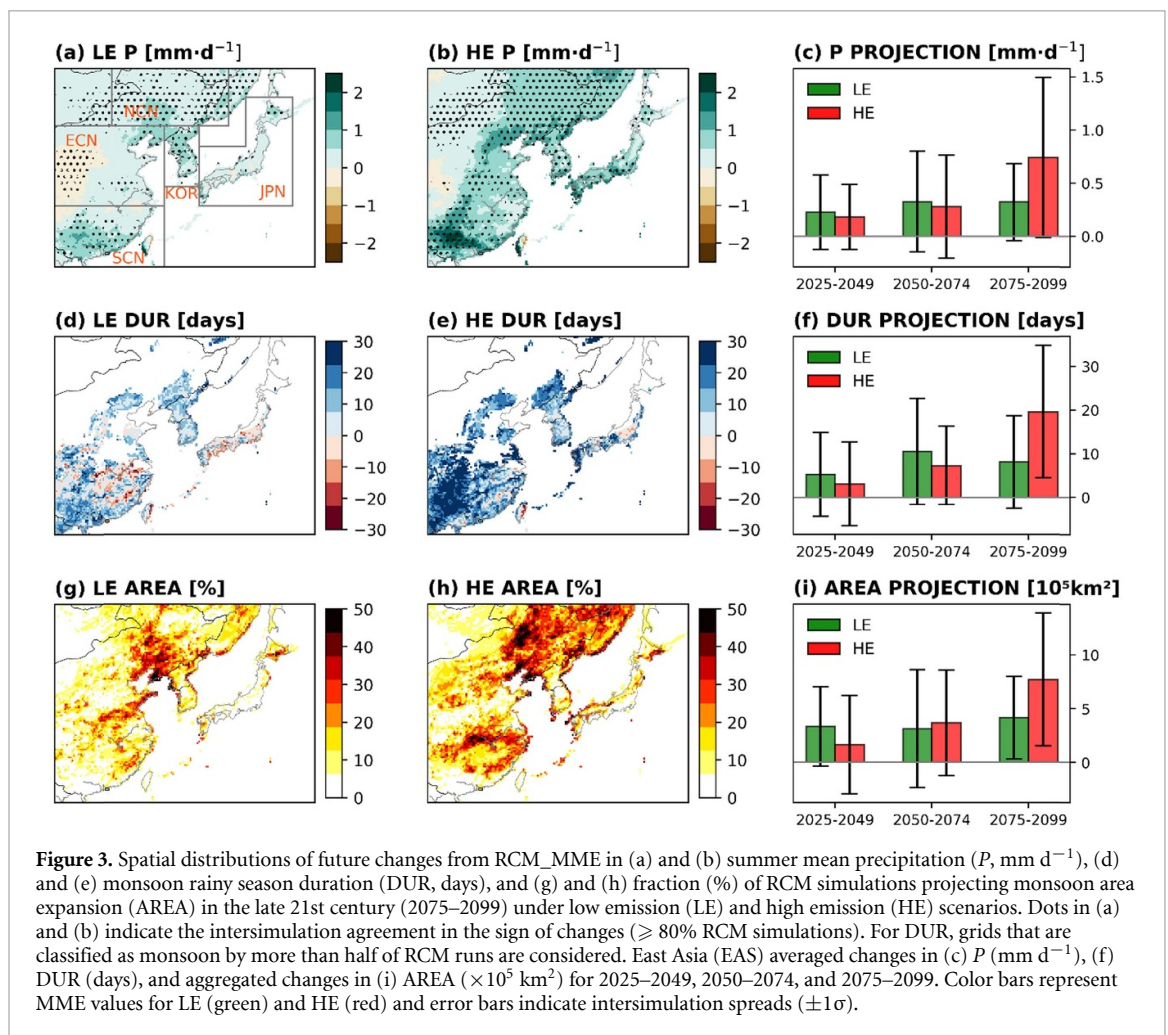 (a) LE P [mm·d⁻¹]
(b) HE P [mm·d⁻¹]
(c) P PROJECTION [mm·d⁻¹]
NCN
ECN
KOR
JPN
SCN
2
1
0
−1
−2
2
1
0
−1
−2
LE
HE
1.5
1.0
0.5
0.0
2025-2049
2050-2074
2075-2099
(d) LE DUR [days]
(e) HE DUR [days]
(f) DUR PROJECTION [days]
30
20
10
0
−10
−20
−30
30
20
10
0
−10
−20
−30
LE
HE
30
20
10
0
2025-2049
2050-2074
2075-2099
(g) LE AREA [%]
(h) HE AREA [%]
(i) AREA PROJECTION [10⁵km²]
50
40
30
20
10
0
50
40
30
20
10
0
LE
HE
10
5
0
2025-2049
2050-2074
2075-2099
Figure 3. Spatial distributions of future changes from RCM_MME in (a) and (b) summer mean precipitation (P, mm d⁻¹), (d)
and (e) monsoon rainy season duration (DUR, days), and (g) and (h) fraction (%) of RCM simulations projecting monsoon area
expansion (AREA) in the late 21st century (2075–2099) under low emission (LE) and high emission (HE) scenarios. Dots in (a)
and (b) indicate the intersimulation agreement in the sign of changes (⩾ 80% RCM simulations). For DUR, grids that are
classified as monsoon by more than half of RCM runs are considered. East Asia (EAS) averaged changes in (c) P (mm d⁻¹), (f)
DUR (days), and aggregated changes in (i) AREA (×10⁵ km²) for 2025–2049, 2050–2074, and 2075–2099. Color bars represent
MME values for LE (green) and HE (red) and error bars indicate intersimulation spreads (±1σ).